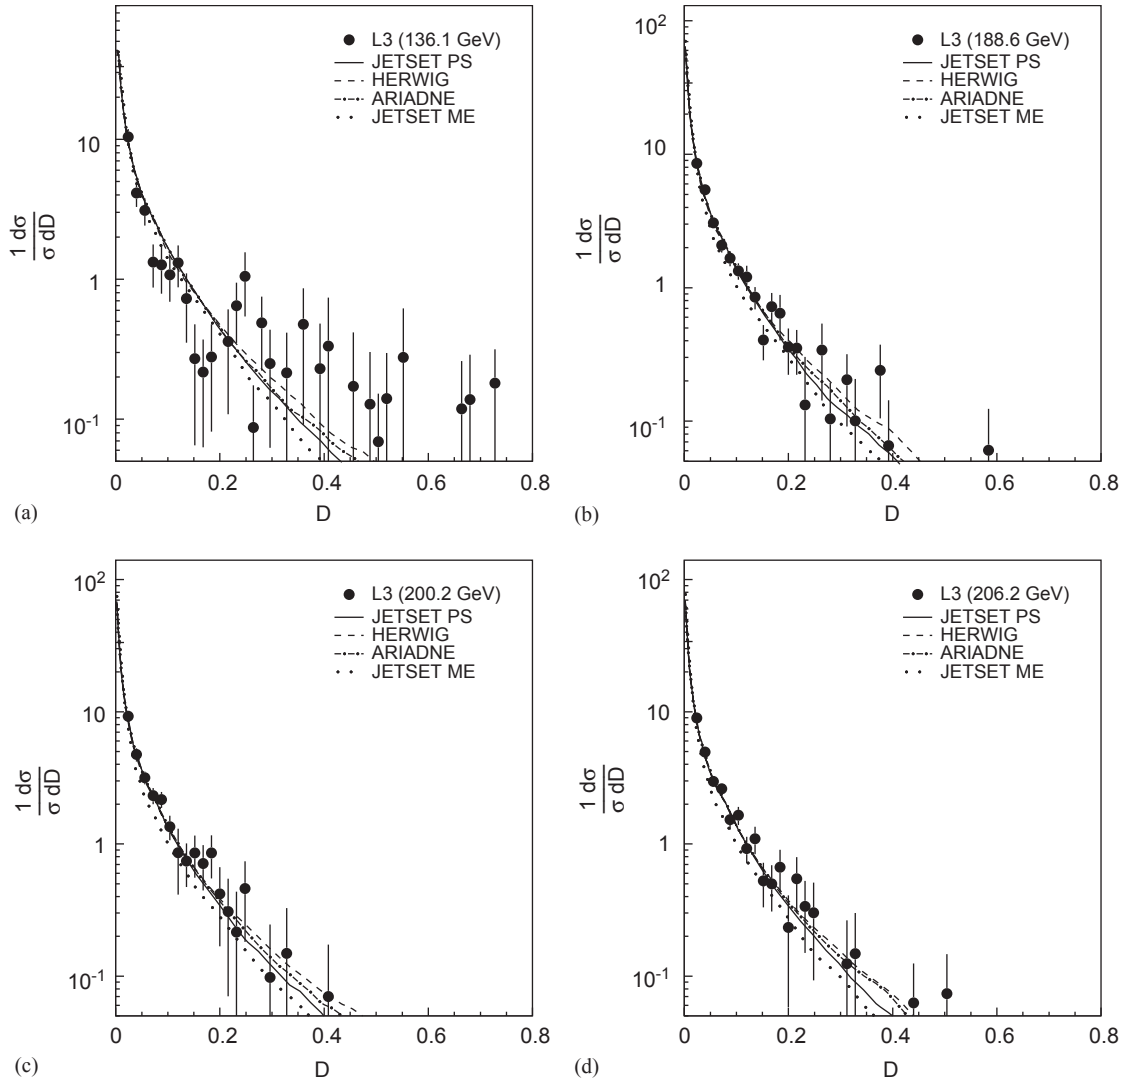 L3 (136.1 GeV)
JETSET PS
HERWIG
ARIADNE
JETSET ME
10
1
10-1
1 dσ
σ dD
0 0.2 0.4 0.6 0.8
D
(a)
102
L3 (188.6 GeV)
JETSET PS
HERWIG
ARIADNE
JETSET ME
10
1
10-1
1 dσ
σ dD
0 0.2 0.4 0.6 0.8
D
(b)
102
L3 (200.2 GeV)
JETSET PS
HERWIG
ARIADNE
JETSET ME
10
1
10-1
1 dσ
σ dD
0 0.2 0.4 0.6 0.8
D
(c)
102
L3 (206.2 GeV)
JETSET PS
HERWIG
ARIADNE
JETSET ME
10
1
10-1
1 dσ
σ dD
0 0.2 0.4 0.6 0.8
D
(d)